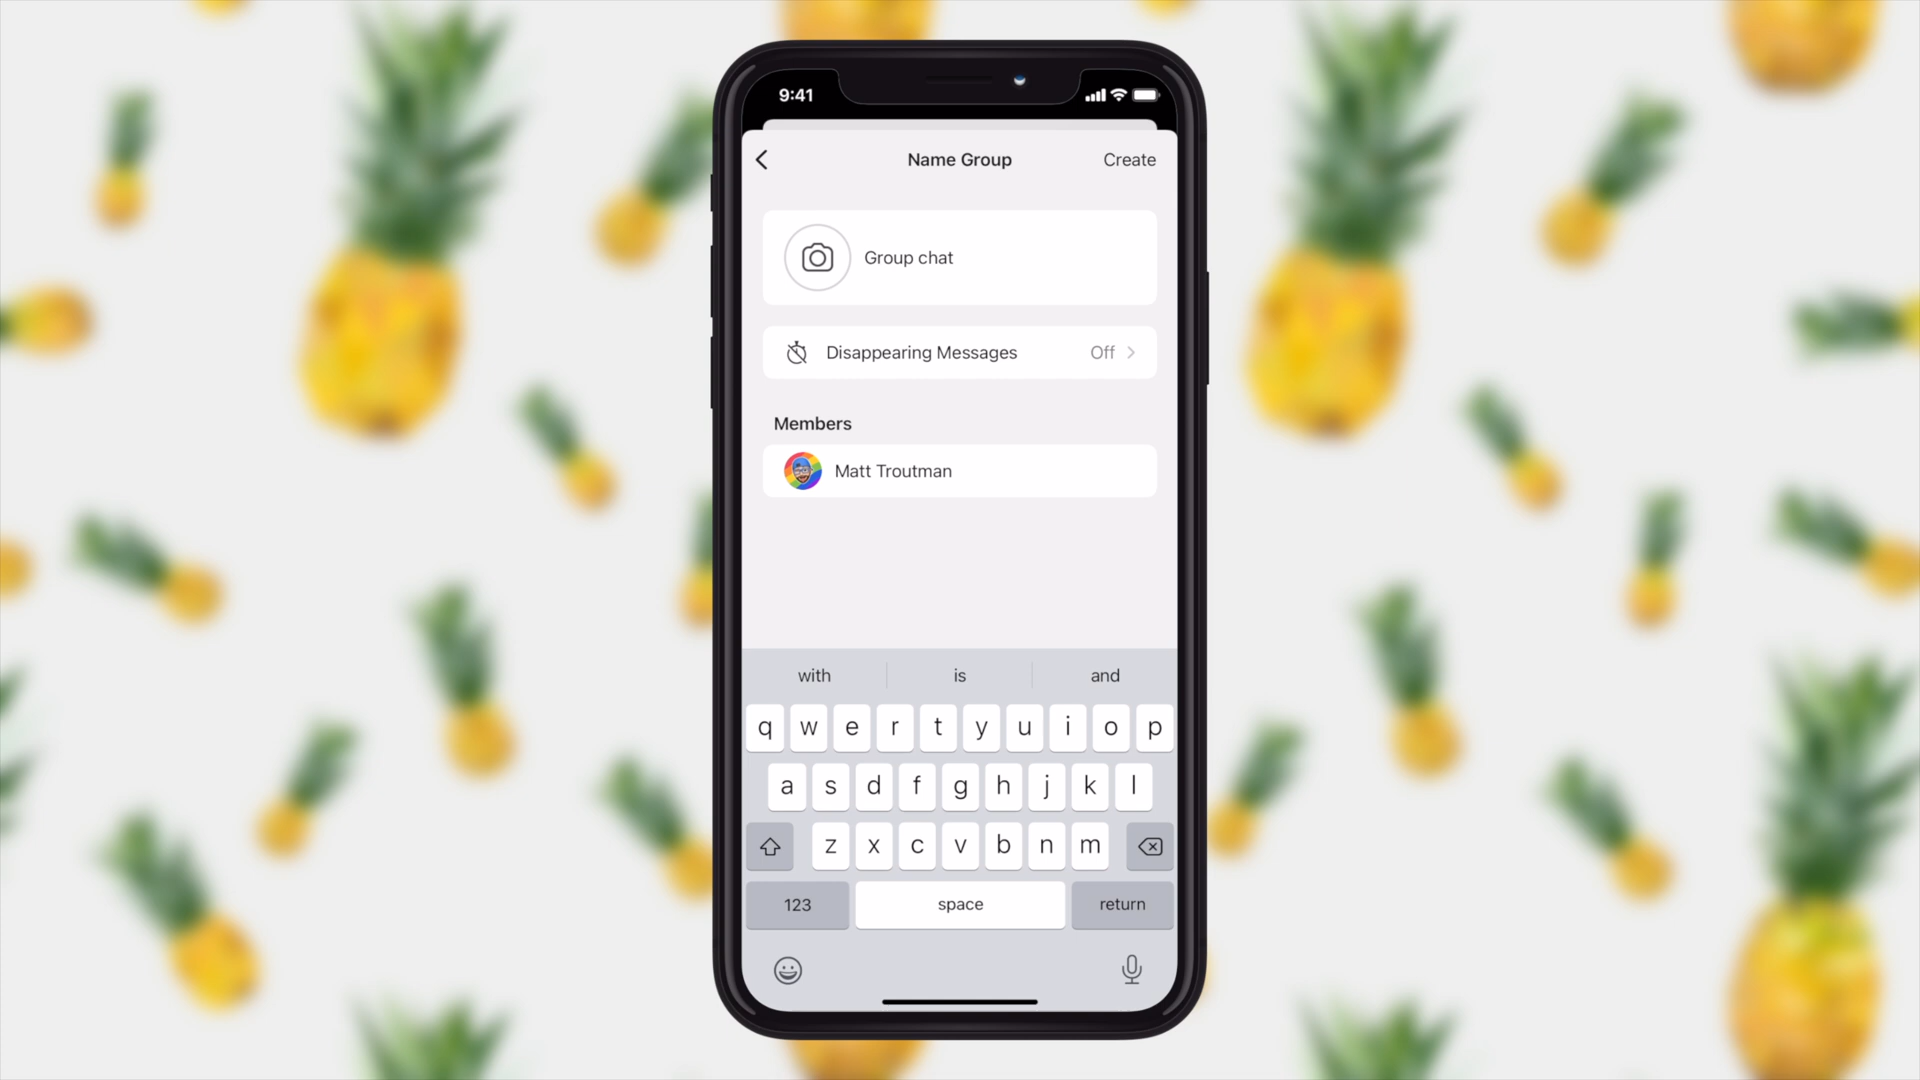 9:41
Name Group
Create
Group chat
Disappearing Messages Off
Members
Matt Troutman
with is and
q w e r t y u i o p
a s d f g h j k l
z x c v b n m
123 space return